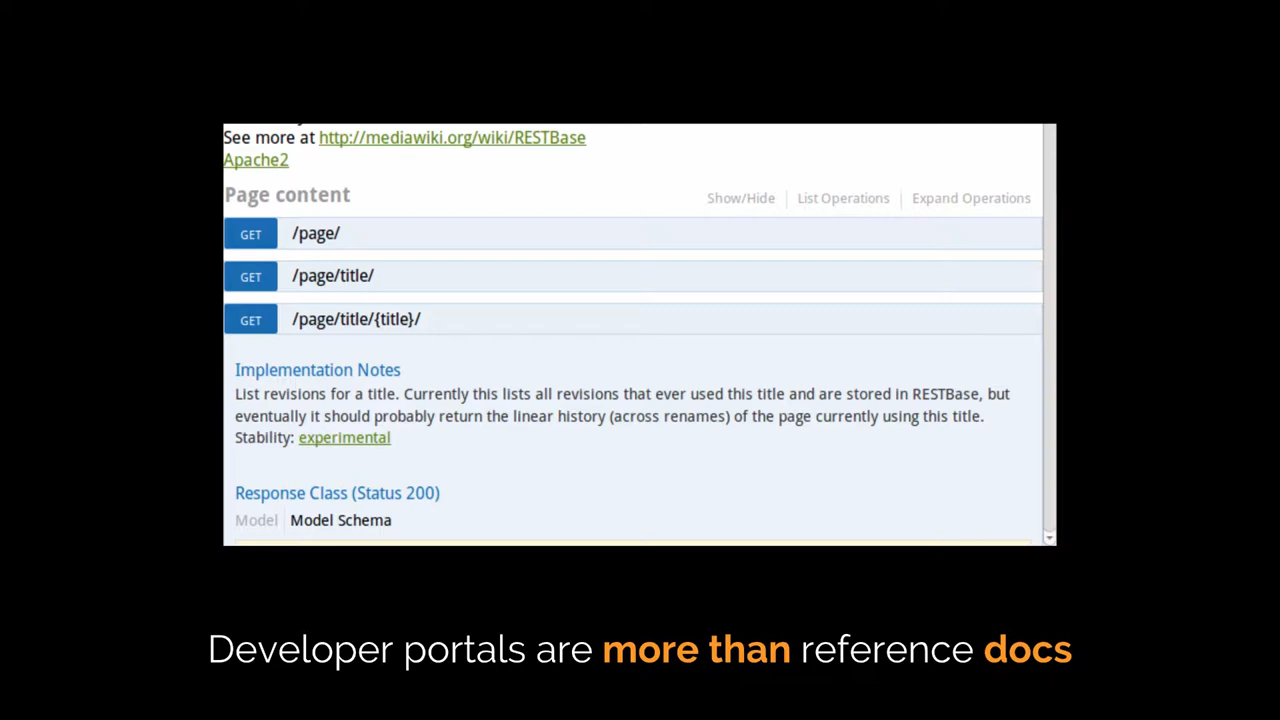 See more at http://mediawiki.org/wiki/RESTBase
Apache2
Page content
Show/Hide
List Operations
Expand Operations
GET /page/
GET /page/title/
GET /page/title/{title}/
Implementation Notes
List revisions for a title. Currently this lists all revisions that ever used this title and are stored in RESTBase, but
eventually it should probably return the linear history (across renames) of the page currently using this title.
Stability: experimental
Response Class (Status 200)
Model Model Schema
Developer portals are more than reference docs